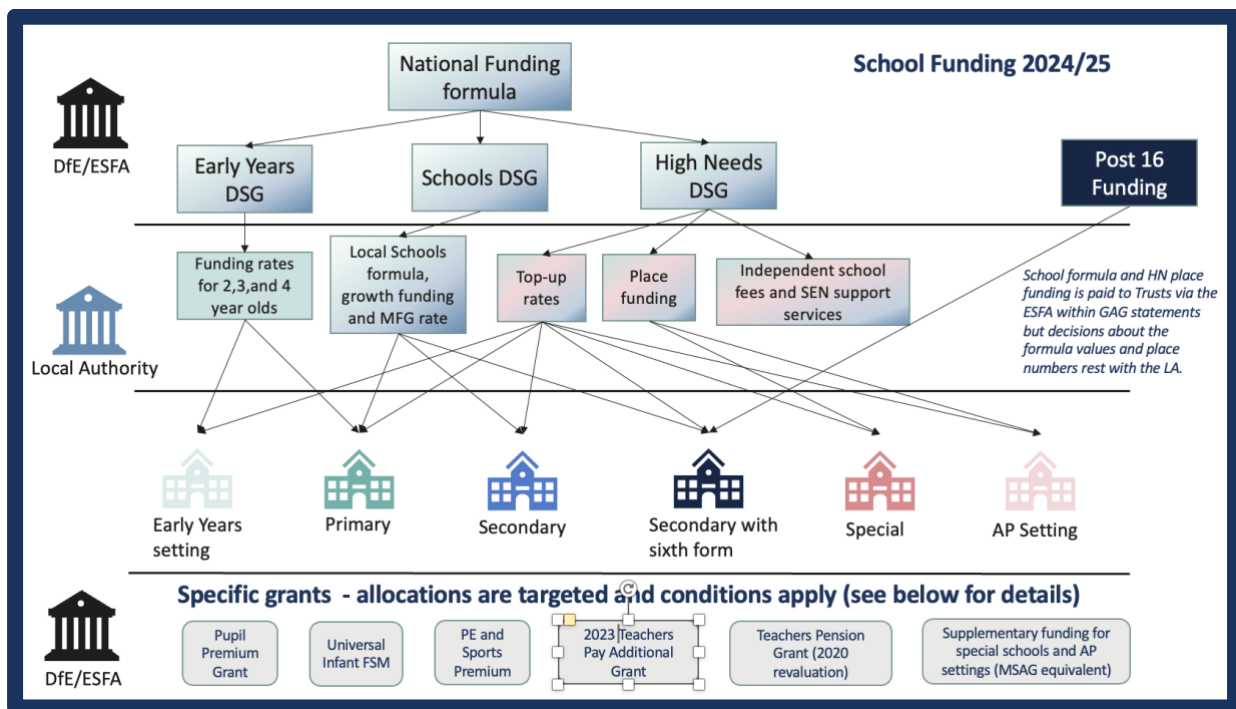 School Funding 2024/25
National Funding
formula
DfE/ESFA
Early Years
DSG
Schools DSG
High Needs
DSG
Post 16
Funding
Local Authority
Funding rates
for 2,3,and 4
year olds
Local Schools
formula,
growth funding
and MFG rate
Top-up
rates
Place
funding
Independent school
fees and SEN support
services
School formula and HN place
funding is paid to Trusts via the
ESFA within GAG statements
but decisions about the
formula values and place
numbers rest with the LA.
Early Years
setting
Primary
Secondary
Secondary with
sixth form
Special
AP Setting
Specific grants - allocations are targeted and conditions apply (see below for details)
DfE/ESFA
Pupil
Premium
Grant
Universal
Infant FSM
PE and
Sports
Premium
2023 Teachers
Pay Additional
Grant
Teachers Pension
Grant (2020
revaluation)
Supplementary funding for
special schools and AP
settings (MSAG equivalent)